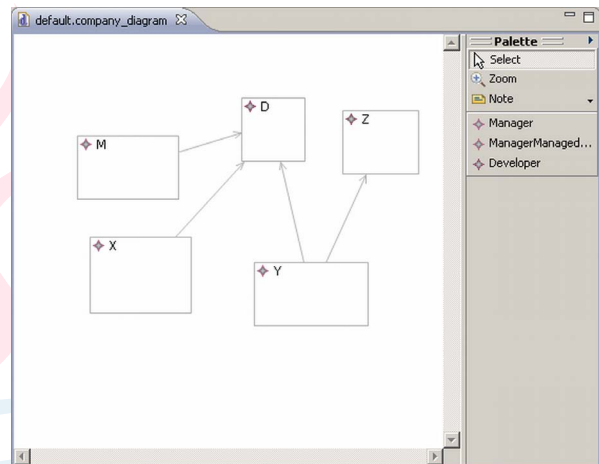 default.company_diagram
Palette
Select
Zoom
Note
Manager
ManagerManaged...
Developer
D
Z
M
X
Y